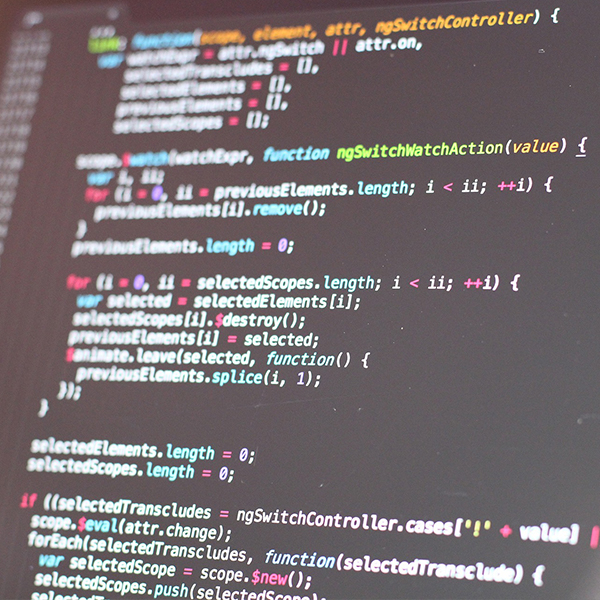 link: function(scope, element, attr, ngSwitchController) {
var watchExpr = attr.ngSwitch || attr.on,
selectedTranscludes = [],
selectedElements = [],
previousElements = [],
selectedScopes = [];
scope.$watch(watchExpr, function ngSwitchWatchAction(value) {
var i, ii;
for (i = 0, ii = previousElements.length; i < ii; ++i) {
previousElements[i].remove();
}
previousElements.length = 0;
for (i = 0, ii = selectedScopes.length; i < ii; ++i) {
var selected = selectedElements[i];
selectedScopes[i].$destroy();
previousElements[i] = selected;
$animate.leave(selected, function() {
previousElements.splice(i, 1);
});
}
selectedElements.length = 0;
selectedScopes.length = 0;
if ((selectedTranscludes = ngSwitchController.cases['!' + value] |
scope.$eval(attr.change);
forEach(selectedTranscludes, function(selectedTransclude) {
var selectedScope = scope.$new();
selectedScopes.push(selectedScope);